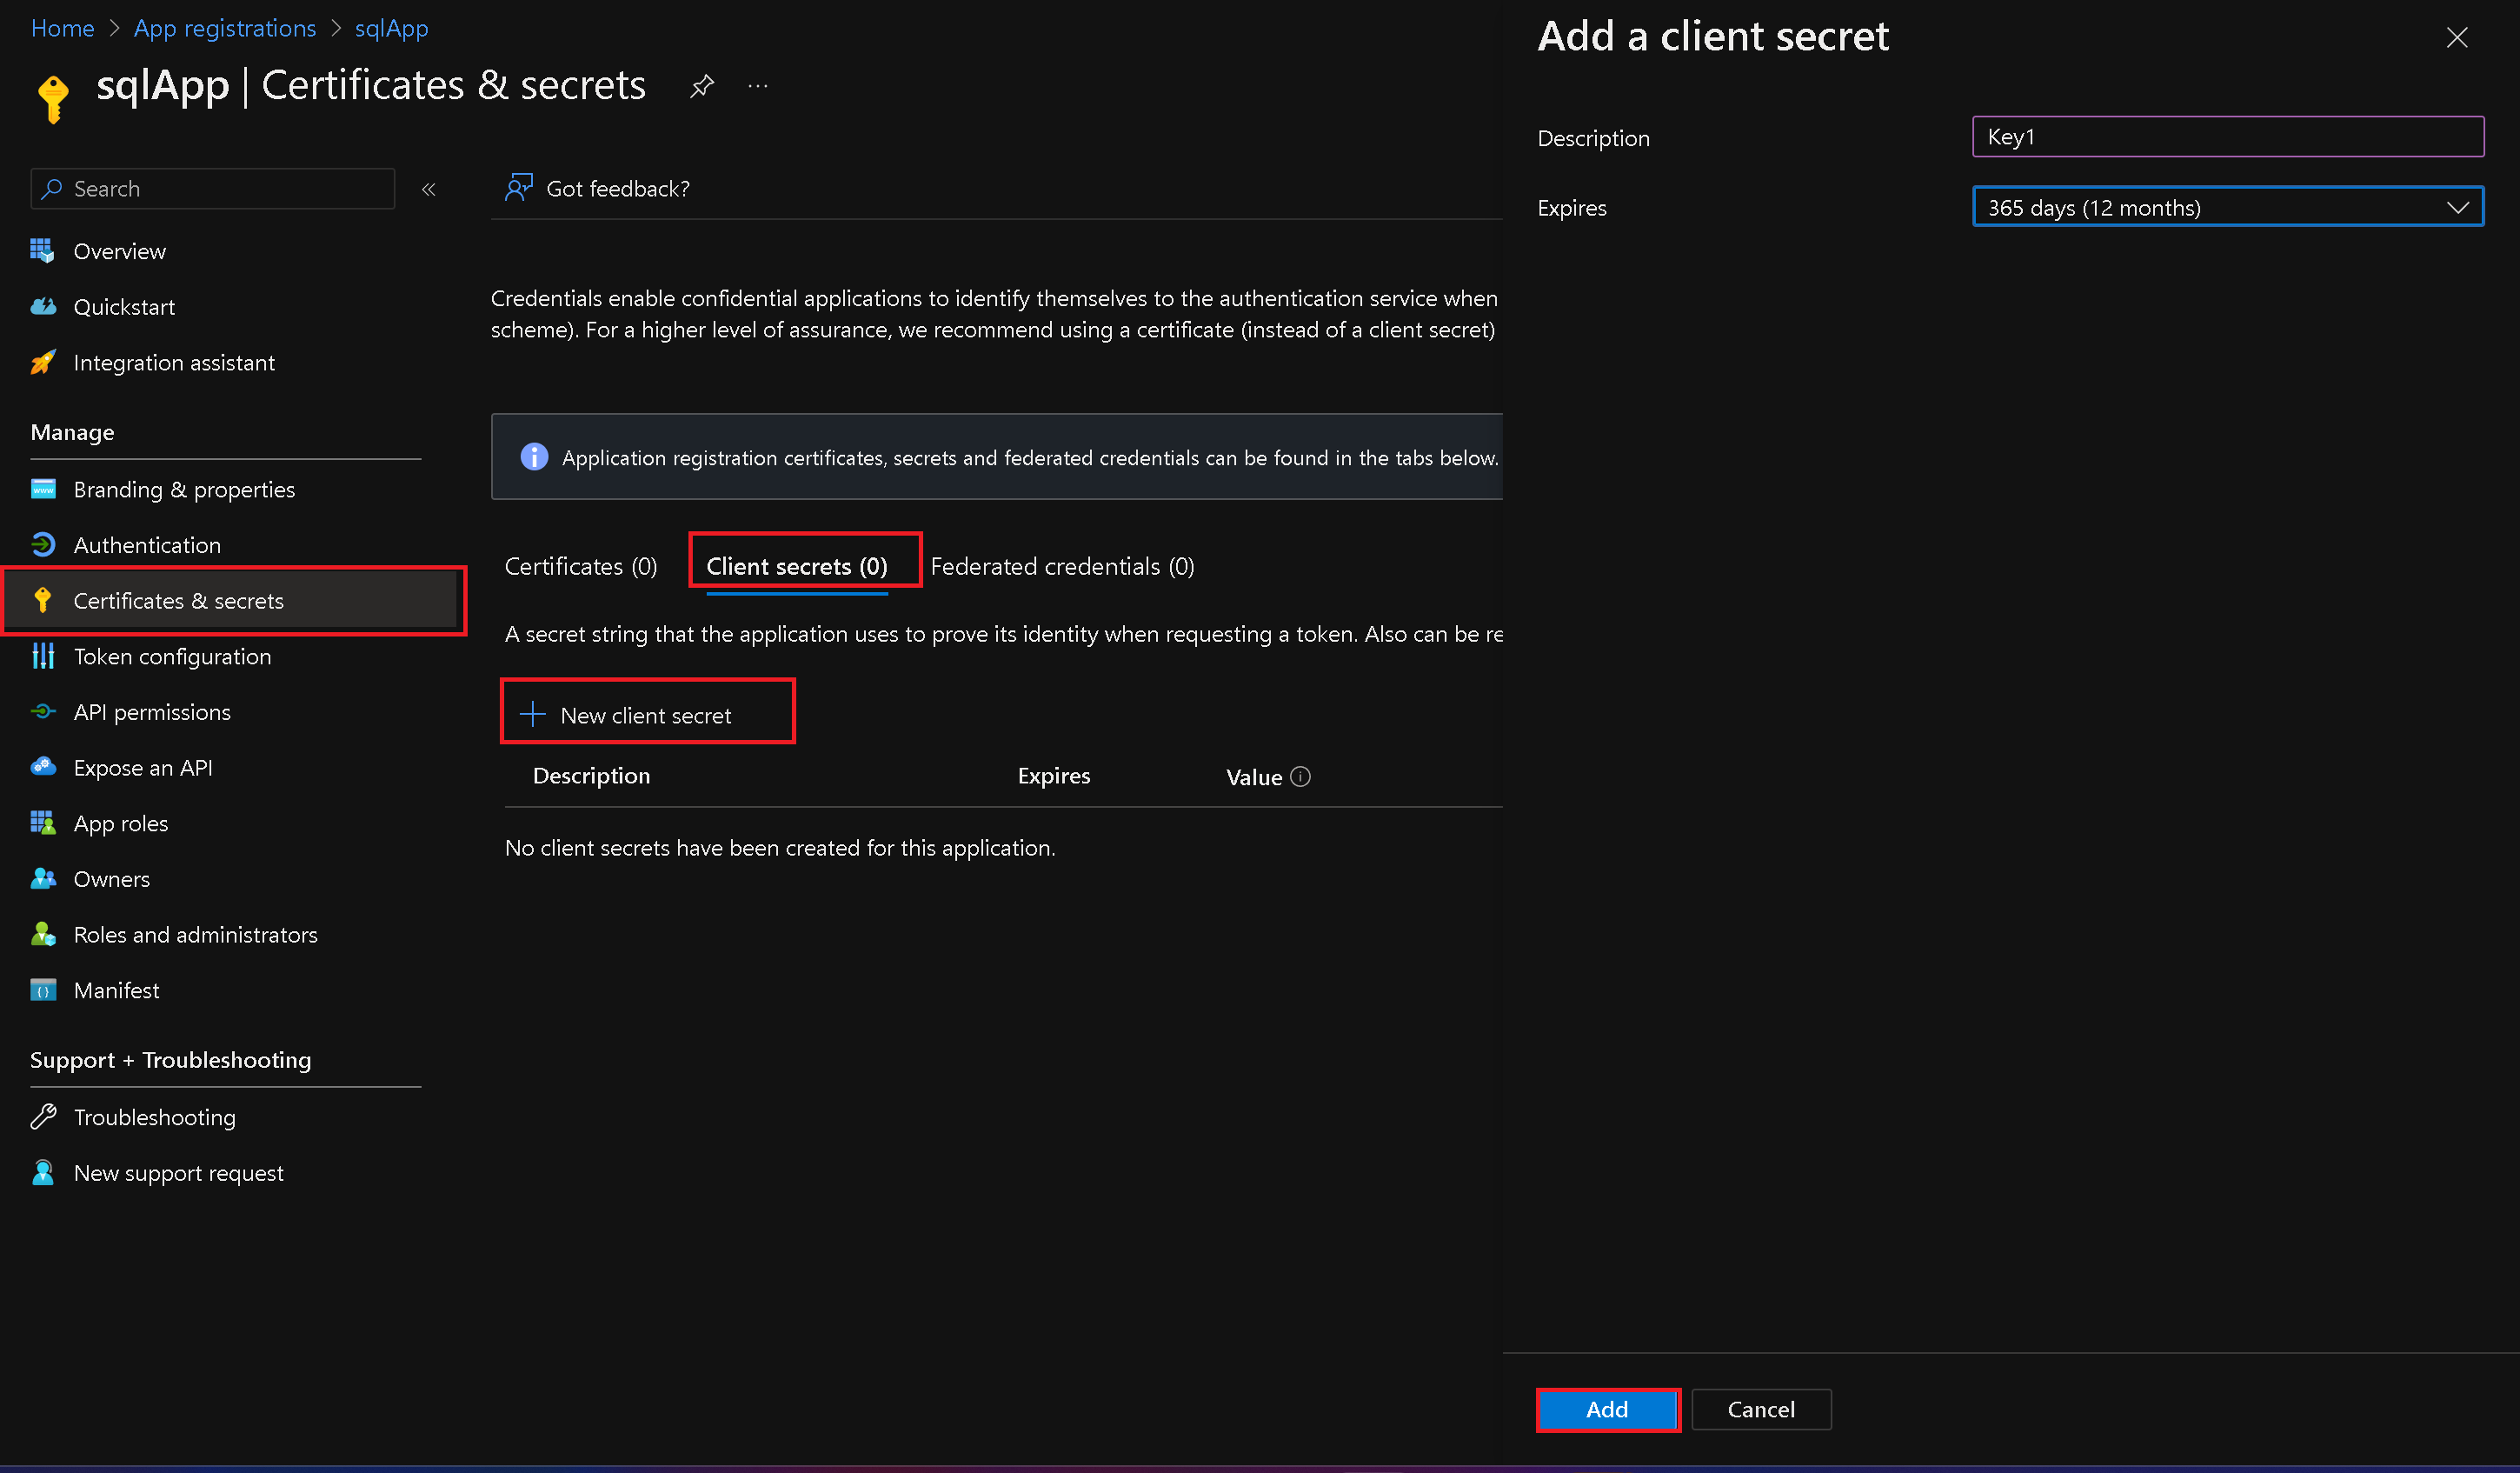 Home > App registrations > sqlApp
sqlApp | Certificates & secrets
Search
Overview
Quickstart
Integration assistant
Manage
Branding & properties
Authentication
Certificates & secrets
Token configuration
API permissions
Expose an API
App roles
Owners
Roles and administrators
Manifest
Support + Troubleshooting
Troubleshooting
New support request
Got feedback?
Credentials enable confidential applications to identify themselves to the authentication service when
scheme). For a higher level of assurance, we recommend using a certificate (instead of a client secret)
Application registration certificates, secrets and federated credentials can be found in the tabs below.
Certificates (0) Client secrets (0) Federated credentials (0)
A secret string that the application uses to prove its identity when requesting a token. Also can be re
New client secret
Description Expires Value
No client secrets have been created for this application.
Add a client secret
Description Key1
Expires 365 days (12 months)
Add Cancel